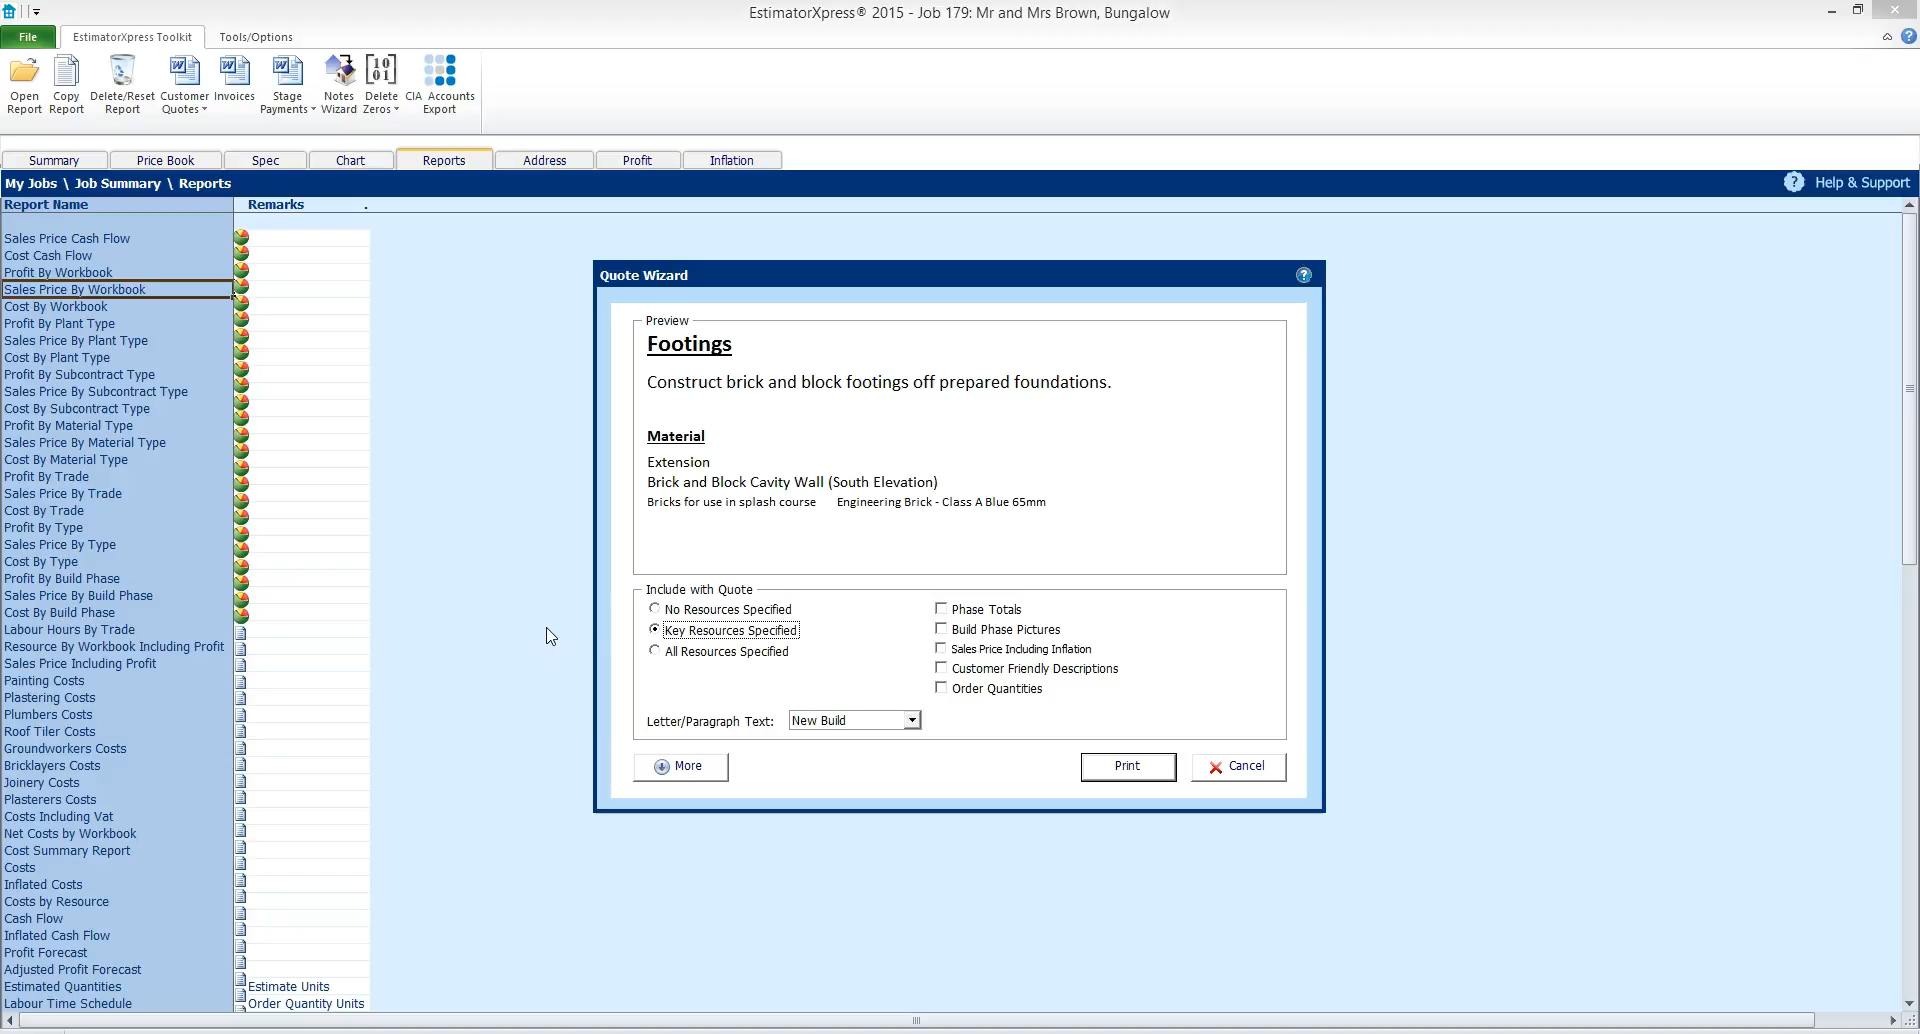 EstimatorXpress® 2015 - Job 179: Mr and Mrs Brown, Bungalow
File
EstimatorXpress Toolkit
Tools/Options
Open Report
Copy Report
Delete/Reset Report
Customer Quotes
Invoices
Stage Payments
Notes Wizard
10 01
Delete Zeros
CIA Accounts Export
Summary
Price Book
Spec
Chart
Reports
Address
Profit
Inflation
My Jobs \ Job Summary \ Reports
Help & Support
Report Name
Remarks .
Sales Price Cash Flow
Cost Cash Flow
Profit By Workbook
Sales Price By Workbook
Cost By Workbook
Profit By Plant Type
Sales Price By Plant Type
Cost By Plant Type
Profit By Subcontract Type
Sales Price By Subcontract Type
Cost By Subcontract Type
Profit By Material Type
Sales Price By Material Type
Cost By Material Type
Profit By Trade
Sales Price By Trade
Cost By Trade
Profit By Type
Sales Price By Type
Cost By Type
Profit By Build Phase
Sales Price By Build Phase
Cost By Build Phase
Labour Hours By Trade
Resource By Workbook Including Profit
Sales Price Including Profit
Painting Costs
Plastering Costs
Plumbers Costs
Roof Tiler Costs
Groundworkers Costs
Bricklayers Costs
Joinery Costs
Plasterers Costs
Costs Including Vat
Net Costs by Workbook
Cost Summary Report
Costs
Inflated Costs
Costs by Resource
Cash Flow
Inflated Cash Flow
Profit Forecast
Adjusted Profit Forecast
Estimated Quantities
Estimate Units
Labour Time Schedule
Order Quantity Units
Quote Wizard
Preview
Footings
Construct brick and block footings off prepared foundations.
Material
Extension
Brick and Block Cavity Wall (South Elevation)
Bricks for use in splash course Engineering Brick - Class A Blue 65mm
Include with Quote
No Resources Specified
Key Resources Specified
All Resources Specified
Phase Totals
Build Phase Pictures
Sales Price Including Inflation
Customer Friendly Descriptions
Order Quantities
Letter/Paragraph Text: New Build
More
Print
Cancel